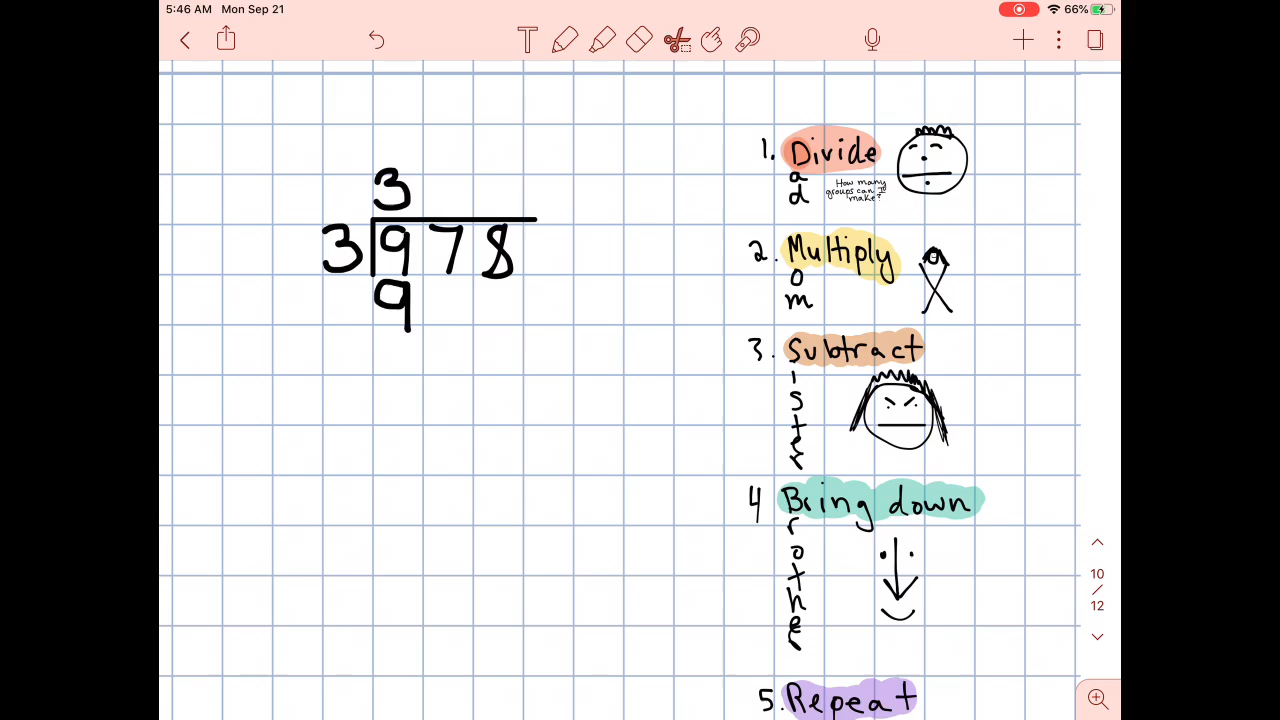 5:46 AM Mon Sep 21
66%
T
3
3 9 7 8
9
1. Divide
a
d
How many
groups can I
make?
2. Multiply
o
m
3. Subtract
i
s
t
e
r
4 Bring down
r
o
t
h
e
r
5. Repeat
10
/
12